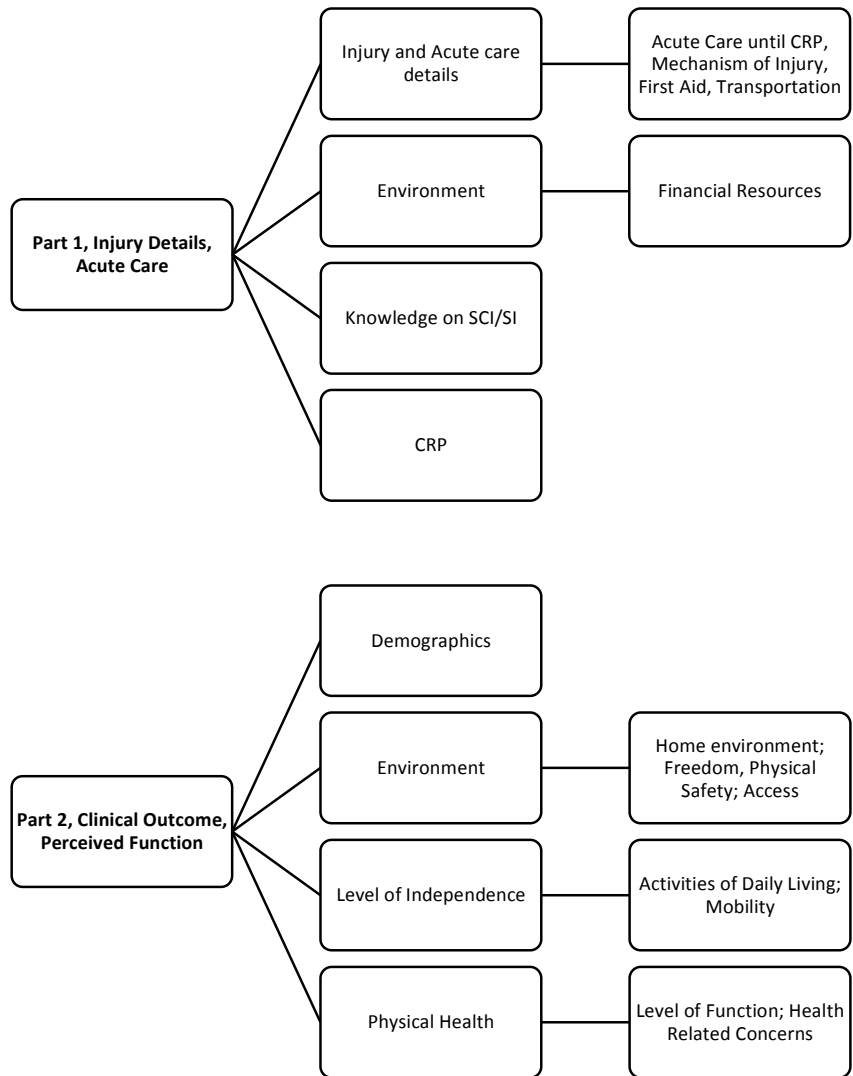 Injury and Acute care
details
Acute Care until CRP,
Mechanism of Injury,
First Aid, Transportation
Environment
Financial Resources
Part 1, Injury Details,
Acute Care
Knowledge on SCI/SI
CRP
Demographics
Environment
Home environment;
Freedom, Physical
Safety; Access
Part 2, Clinical Outcome,
Perceived Function
Level of Independence
Activities of Daily Living;
Mobility
Physical Health
Level of Function; Health
Related Concerns